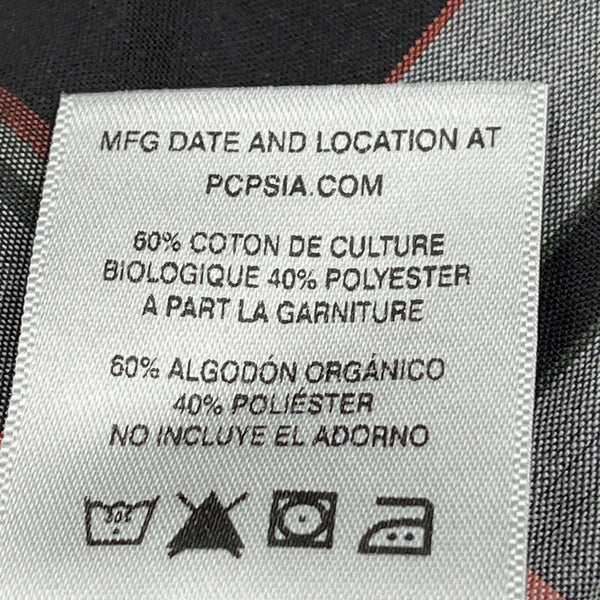 MFG DATE AND LOCATION AT
PCPSIA.COM
60% COTON DE CULTURE
BIOLOGIQUE 40% POLYESTER
A PART LA GARNITURE
60% ALGODÓN ORGÁNICO
40% POLIÉSTER
NO INCLUYE EL ADORNO